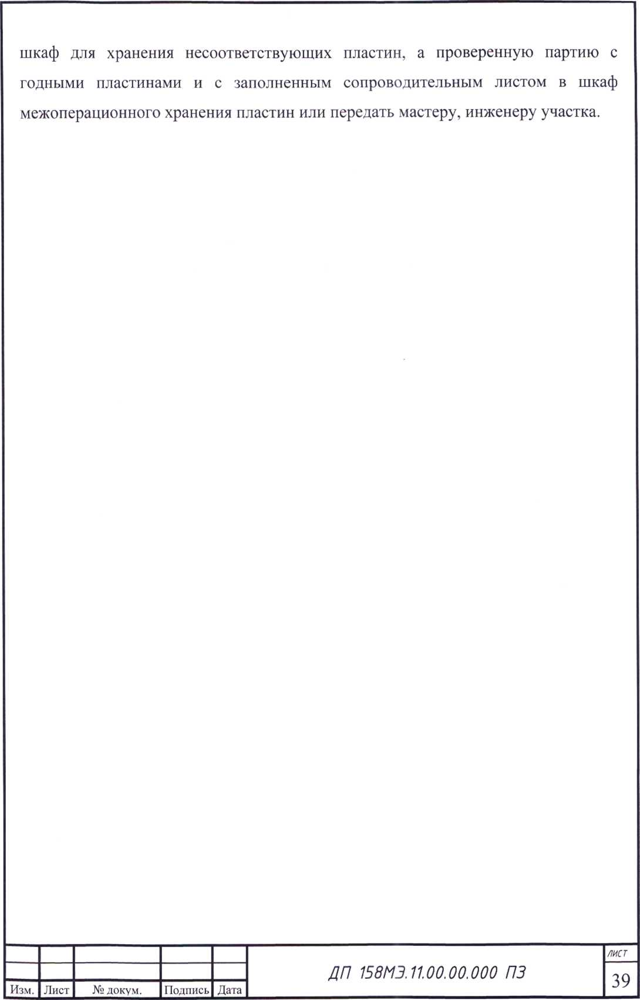 шкаф для хранения несоответствующих пластин, а проверенную партию с
годными пластинами и с заполненным сопроводительным листом в шкаф
межоперационного хранения пластин или передать мастеру, инженеру участка.
ДП 158МЭ.11.00.00.000 ПЗ
ЛИСТ
39
Изм. Лист № докум. Подпись Дата